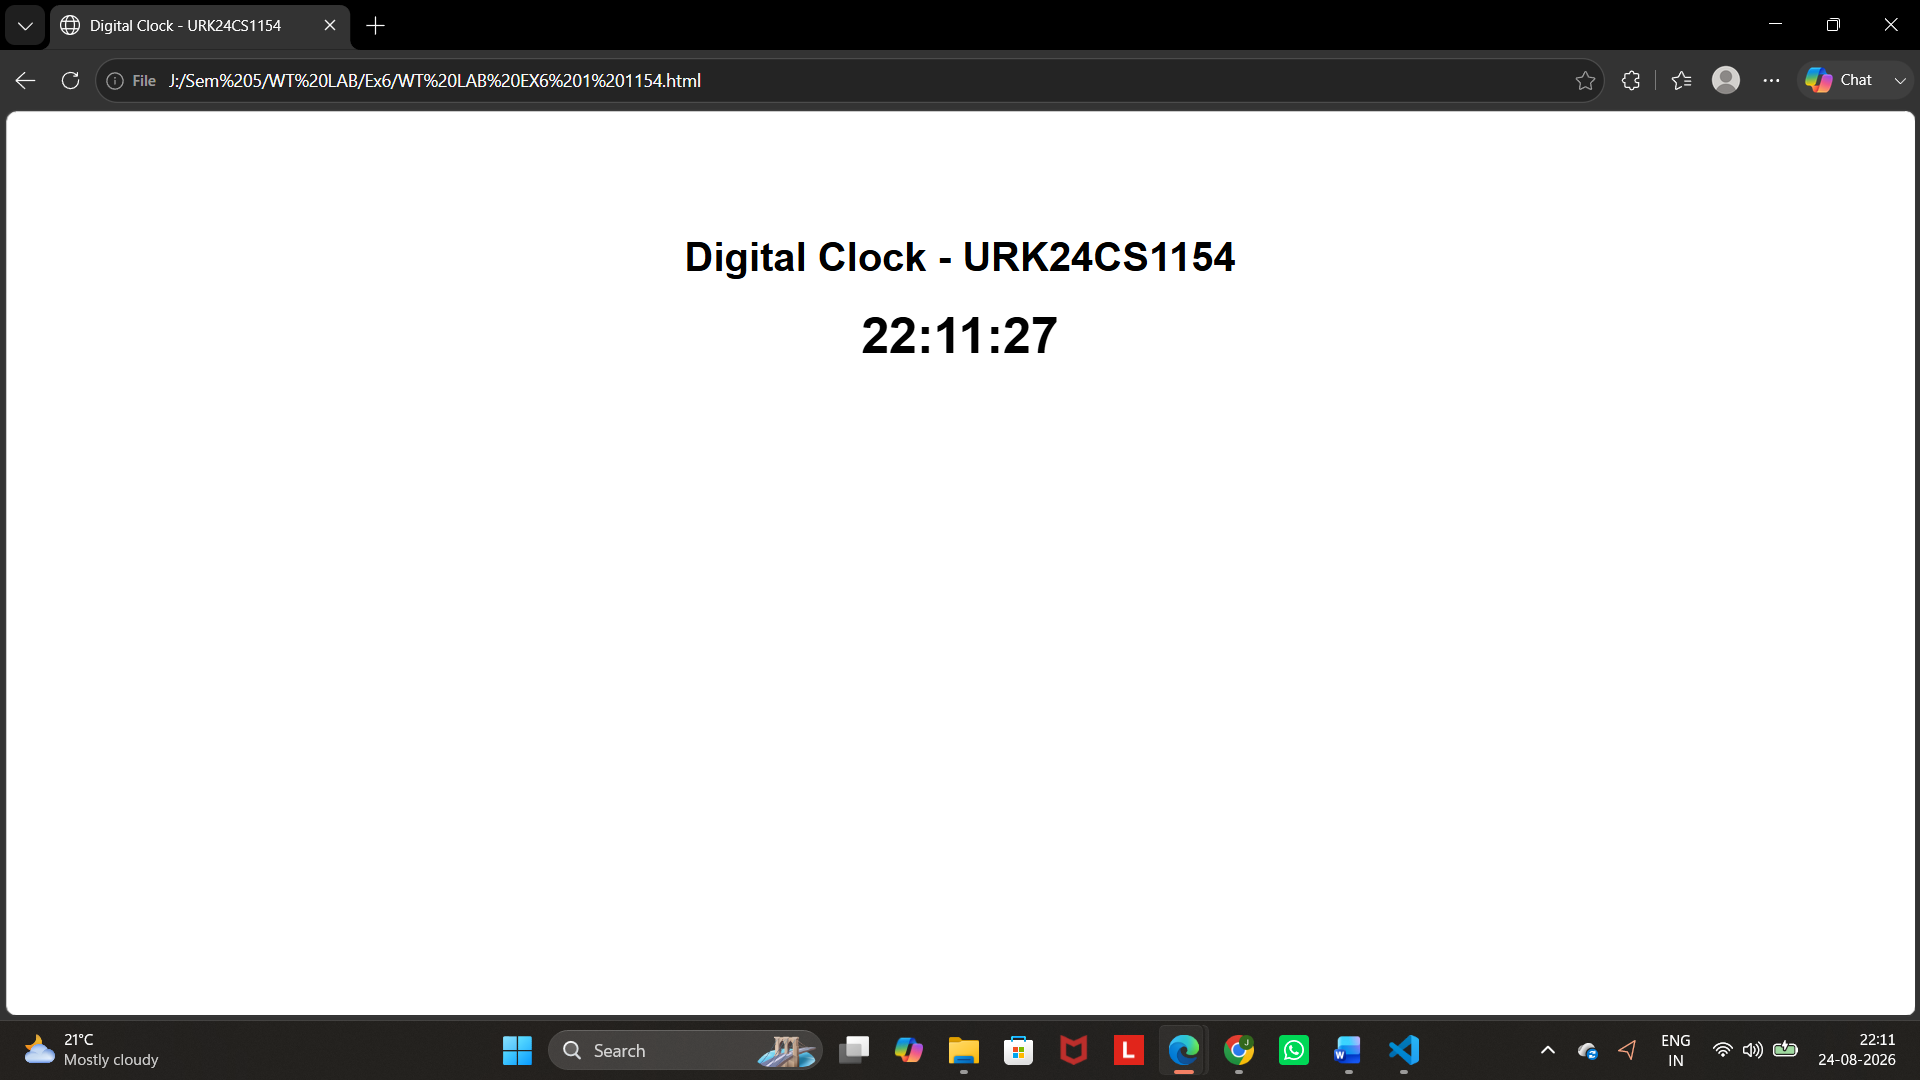 Digital Clock - URK24CS1154
File J:/Sem%205/WT%20LAB/Ex6/WT%20LAB%20EX6%201%201154.html
Chat
Digital Clock - URK24CS1154
22:11:27
21°C
Mostly cloudy
Search
L
J
W
ENG
IN
22:11
24-08-2026